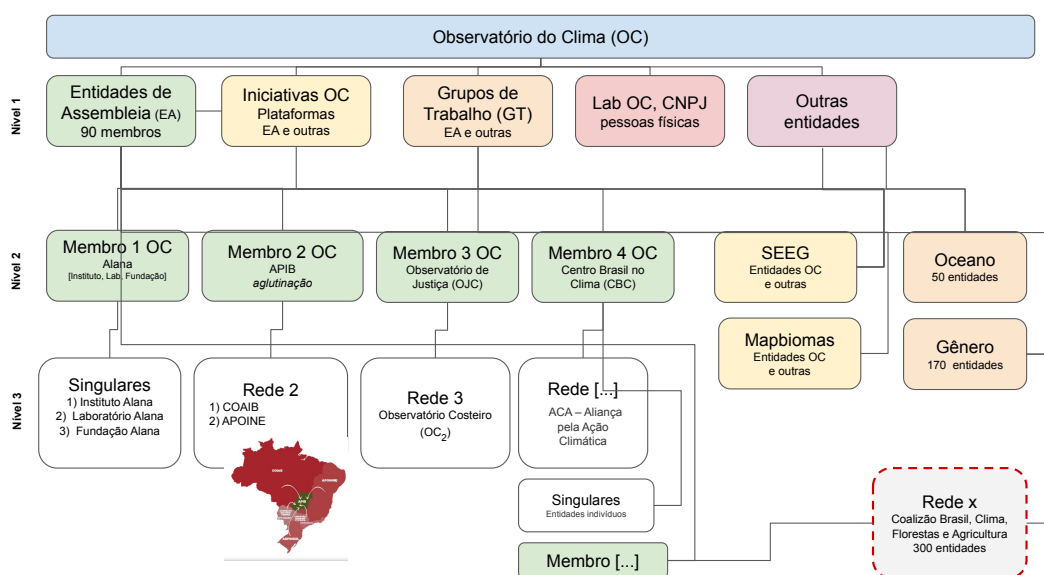 Observatório do Clima (OC)
Nível 1
Entidades de
Assembleia (EA)
90 membros
Iniciativas OC
Plataformas
EA e outras
Grupos de
Trabalho (GT)
EA e outras
Lab OC, CNPJ
pessoas físicas
Outras
entidades
Nível 2
Membro 1 OC
Alana
[Instituto, Lab, Fundação]
Membro 2 OC
APIB
aglutinação
Membro 3 OC
Observatório de
Justiça (OJC)
Membro 4 OC
Centro Brasil no
Clima (CBC)
SEEG
Entidades OC
e outras
Oceano
50 entidades
Mapbiomas
Entidades OC
e outras
Gênero
170 entidades
Nível 3
Singulares
1) Instituto Alana
2) Laboratório Alana
3) Fundação Alana
Rede 2
1) COAIB
2) APOINE
Rede 3
Observatório Costeiro
(OC2)
Rede [...]
ACA – Aliança
pela Ação
Climática
Singulares
Entidades indivíduos
Membro [...]
Rede x
Coalizão Brasil, Clima,
Florestas e Agricultura
300 entidades